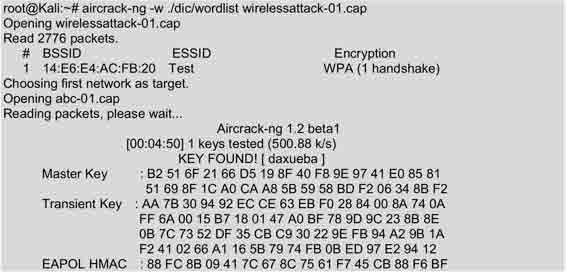 root@Kali:~# aircrack-ng -w ./dic/wordlist wirelessattack-01.cap
Opening wirelessattack-01.cap
Read 2776 packets.
# BSSID ESSID Encryption
1 14:E6:E4:AC:FB:20 Test WPA (1 handshake)
Choosing first network as target.
Opening abc-01.cap
Reading packets, please wait...
Aircrack-ng 1.2 beta1
[00:04:50] 1 keys tested (500.88 k/s)
KEY FOUND! [ daxueba ]
Master Key : B2 51 6F 21 66 D5 19 8F 40 F8 9E 97 41 E0 85 81
51 69 8F 1C A0 CA A8 5B 59 58 BD F2 06 34 8B F2
Transient Key : AA 7B 30 94 92 EC CE 63 EB F0 28 84 00 8A 74 0A
FF 6A 00 15 B7 18 01 47 A0 BF 78 9D 9C 23 8B 8E
0B 7C 73 52 DF 35 CB C9 30 22 9E FB 94 A2 9B 1A
F2 41 02 66 A1 16 5B 79 74 FB 0B ED 97 E2 94 12
EAPOL HMAC : 88 FC 8B 09 41 7C 67 8C 75 61 F7 45 CB 88 F6 BF